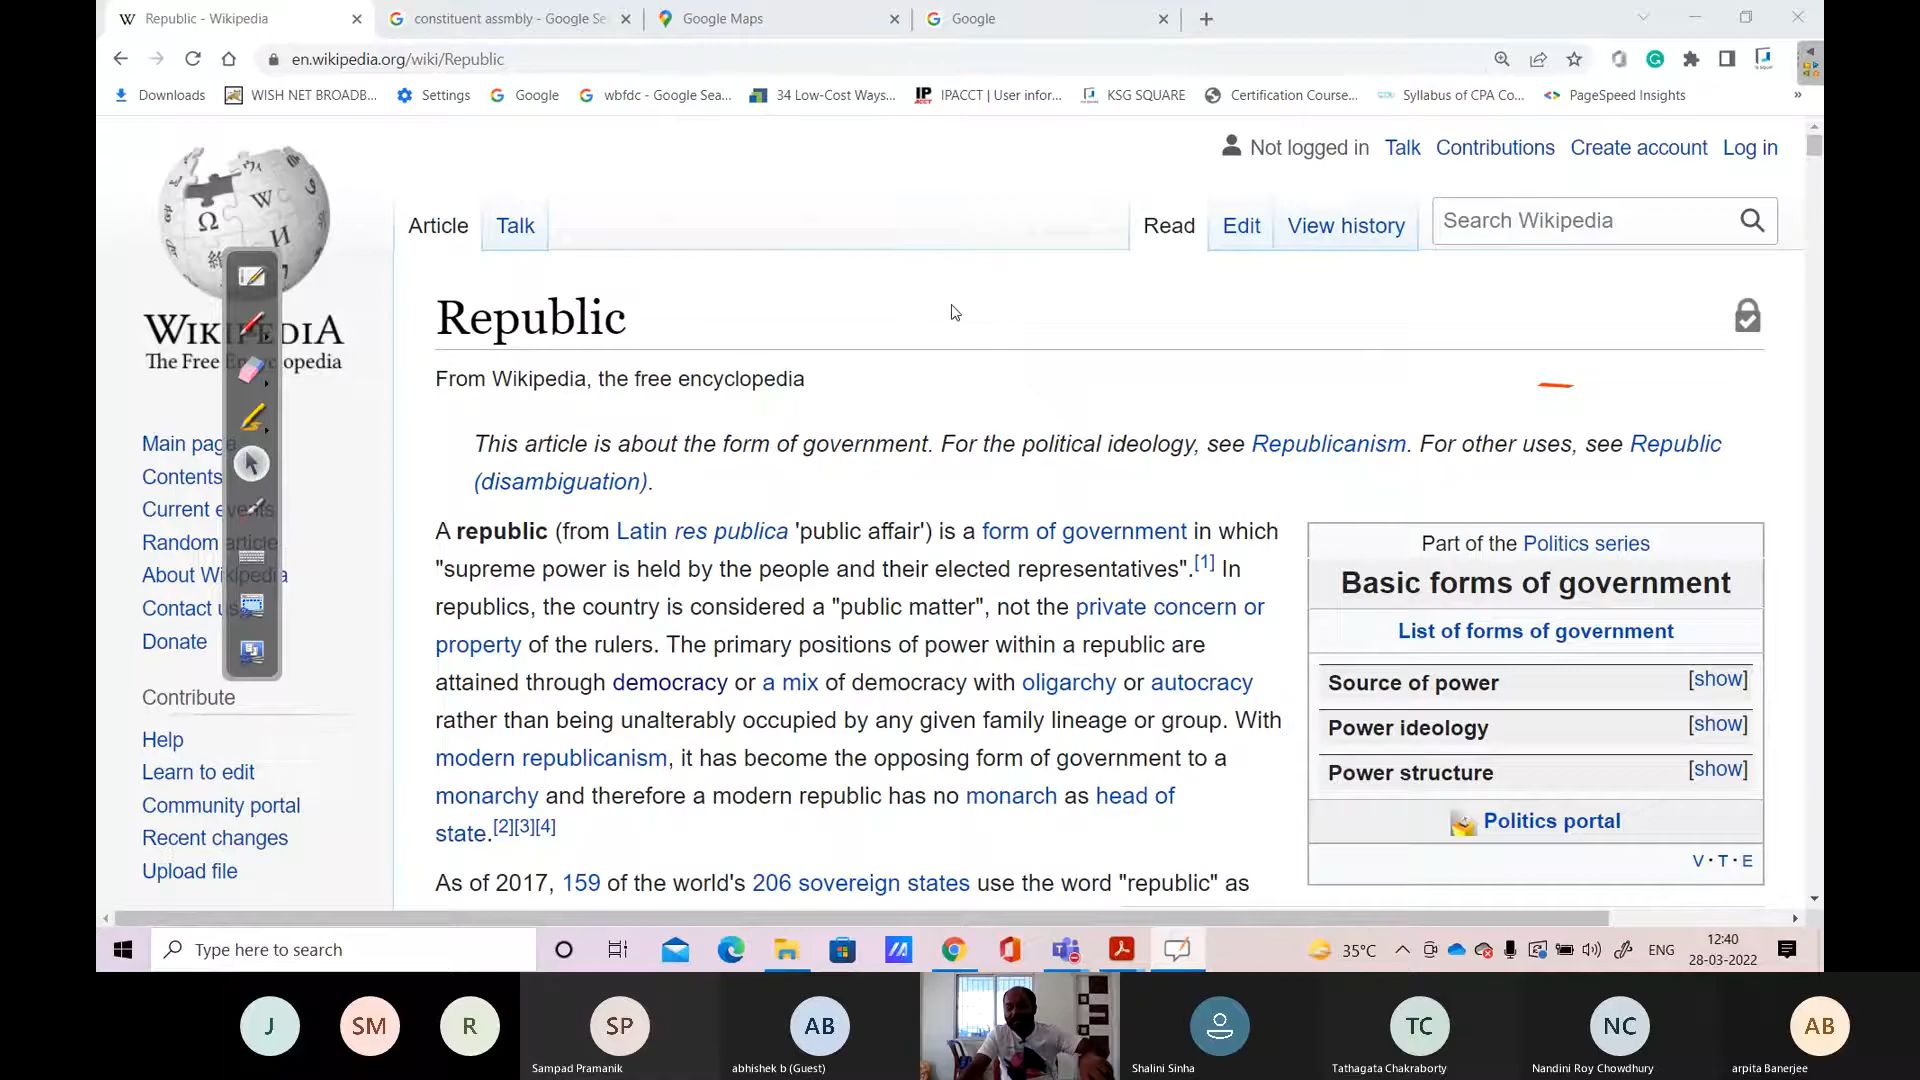 Republic - Wikipedia
constituent assmbly - Google Se
Google Maps
Google
en.wikipedia.org/wiki/Republic
Downloads
WISH NET BROADB...
Settings
Google
wbfdc - Google Sea...
34 Low-Cost Ways...
IPACCT | User infor...
KSG SQUARE
Certification Course...
Syllabus of CPA Co...
PageSpeed Insights
»
Not logged in Talk Contributions Create account Log in
Article Talk
Read Edit View history
Search Wikipedia
WIKIPEDIA
The Free Encyclopedia
Main page
Contents
Current events
Random article
About Wikipedia
Contact us
Donate
Contribute
Help
Learn to edit
Community portal
Recent changes
Upload file
Republic
From Wikipedia, the free encyclopedia
This article is about the form of government. For the political ideology, see Republicanism. For other uses, see Republic
(disambiguation).
A republic (from Latin res publica 'public affair') is a form of government in which
"supreme power is held by the people and their elected representatives".[1] In
republics, the country is considered a "public matter", not the private concern or
property of the rulers. The primary positions of power within a republic are
attained through democracy or a mix of democracy with oligarchy or autocracy
rather than being unalterably occupied by any given family lineage or group. With
modern republicanism, it has become the opposing form of government to a
monarchy and therefore a modern republic has no monarch as head of
state.[2][3][4]
As of 2017, 159 of the world's 206 sovereign states use the word "republic" as
Part of the Politics series
Basic forms of government
List of forms of government
Source of power [show]
Power ideology [show]
Power structure [show]
Politics portal
V · T · E
Type here to search
35°C
ENG
12:40
28-03-2022
J
SM
R
SP
Sampad Pramanik
AB
abhishek b (Guest)
Shalini Sinha
TC
Tathagata Chakraborty
NC
Nandini Roy Chowdhury
AB
arpita Banerjee